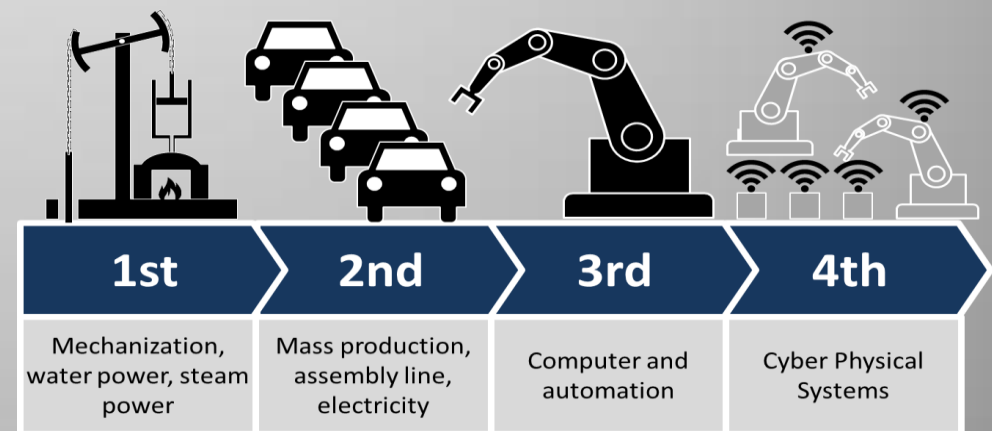 1st
2nd
3rd
4th
Mechanization,
water power, steam
power
Mass production,
assembly line,
electricity
Computer and
automation
Cyber Physical
Systems